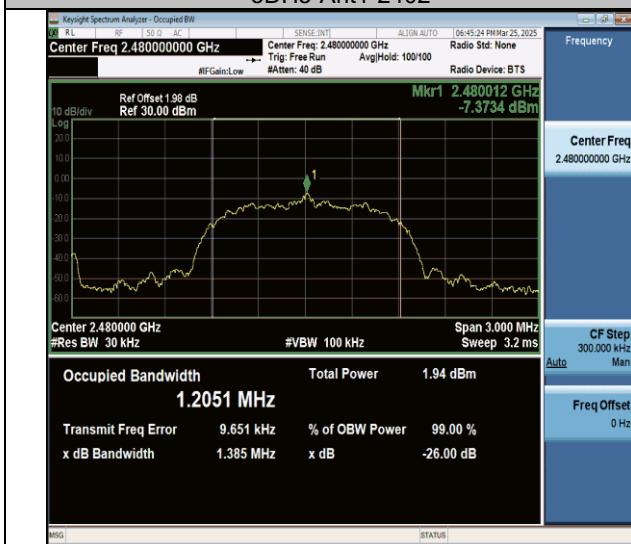 Keysight Spectrum Analyzer - Occupied BW
RL RF 50 Ω AC SENSE:INT ALIGN AUTO 06:45:24 PM Mar 25, 2025
Center Freq 2.480000000 GHz
Center Freq: 2.480000000 GHz
Radio Std: None
Trig: Free Run Avg|Hold: 100/100
#IFGain:Low #Atten: 40 dB Radio Device: BTS
Frequency
Mkr1 2.480012 GHz
-7.3734 dBm
Ref Offset 1.98 dB
10 dB/div Ref 30.00 dBm
Log
20.0
10.0
0.00
-10.0
-20.0
-30.0
-40.0
-50.0
-60.0
1
Center Freq
2.480000000 GHz
Center 2.480000 GHz Span 3.000 MHz
#Res BW 30 kHz #VBW 100 kHz Sweep 3.2 ms
CF Step
300.000 kHz
Auto Man
Freq Offset
0 Hz
Occupied Bandwidth Total Power 1.94 dBm
1.2051 MHz
Transmit Freq Error 9.651 kHz % of OBW Power 99.00 %
x dB Bandwidth 1.385 MHz x dB -26.00 dB
MSG STATUS